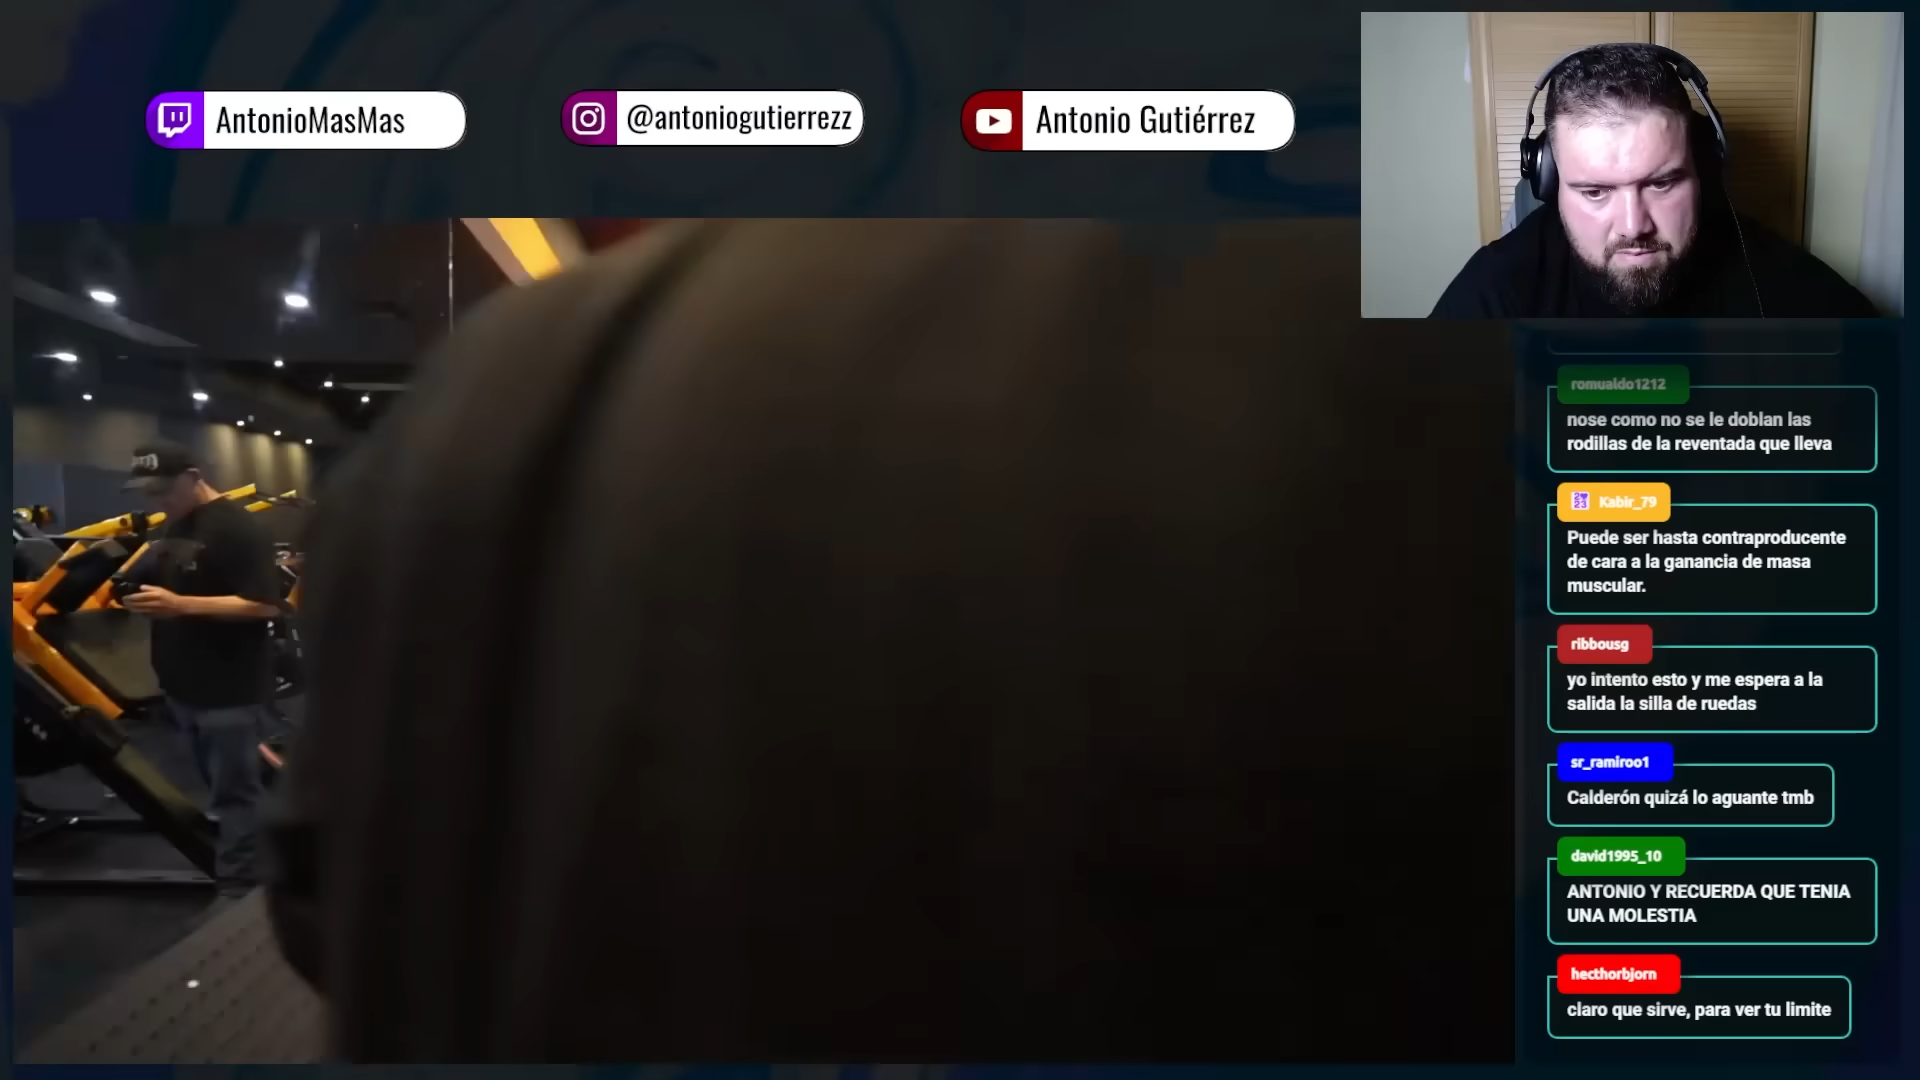 AntonioMasMas
@antoniogutierrezz
Antonio Gutiérrez
romualdo1212
nose como no se le doblan las
rodillas de la reventada que lleva
Kabir_79
Puede ser hasta contraproducente
de cara a la ganancia de masa
muscular.
ribbousg
yo intento esto y me espera a la
salida la silla de ruedas
sr_ramiroo1
Calderón quizá lo aguante tmb
david1995_10
ANTONIO Y RECUERDA QUE TENIA
UNA MOLESTIA
hecthorbjorn
claro que sirve, para ver tu limite